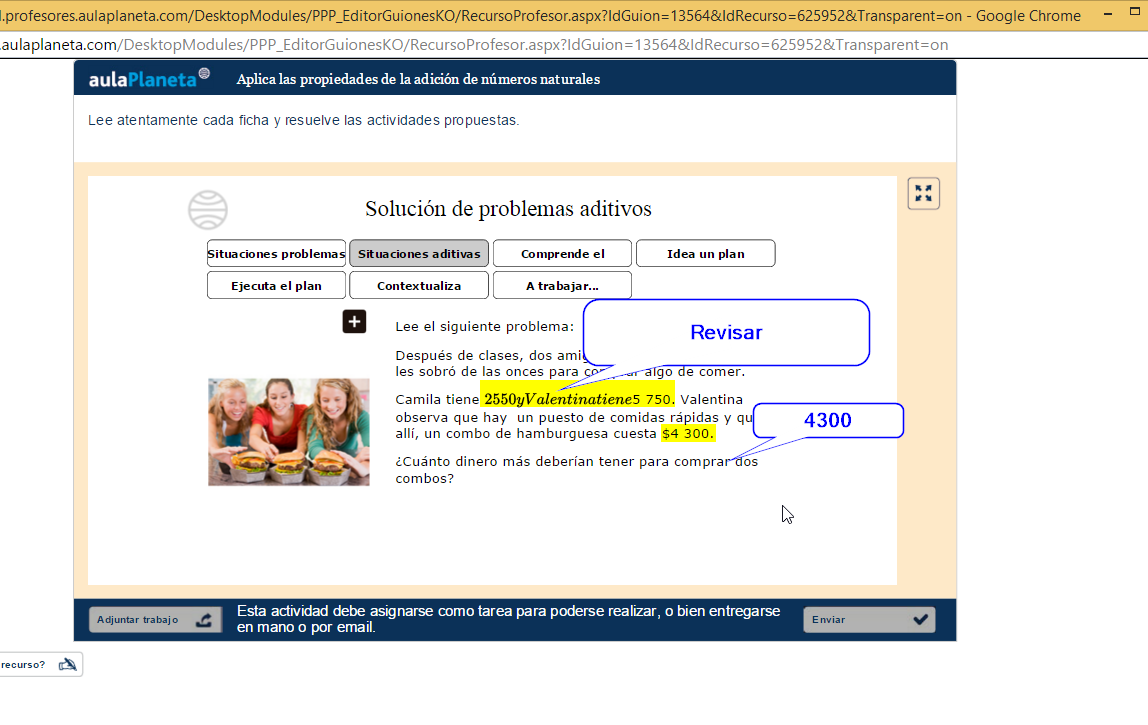 l.profesores.aulaplaneta.com/DesktopModules/PPP_EditorGuionesKO/RecursoProfesor.aspx?IdGuion=13564&IdRecurso=625952&Transparent=on - Google Chrome
.aulaplaneta.com/DesktopModules/PPP_EditorGuionesKO/RecursoProfesor.aspx?IdGuion=13564&IdRecurso=625952&Transparent=on
aulaPlaneta Aplica las propiedades de la adición de números naturales
Lee atentamente cada ficha y resuelve las actividades propuestas.
Solución de problemas aditivos
Situaciones problemas Situaciones aditivas Comprende el Idea un plan
Ejecuta el plan Contextualiza A trabajar...
Lee el siguiente problema:
Revisar
Después de clases, dos
les sobró de las onces para algo de comer.
Camila tiene 2550yValentinatiene5 750. Valentina
observa que hay un puesto de comidas rápidas y
allí, un combo de hamburguesa cuesta $4 300.
4300
¿Cuánto dinero más deberían tener para comprar dos
combos?
Adjuntar trabajo
Esta actividad debe asignarse como tarea para poderse realizar, o bien entregarse
en mano o por email.
Enviar
recurso?